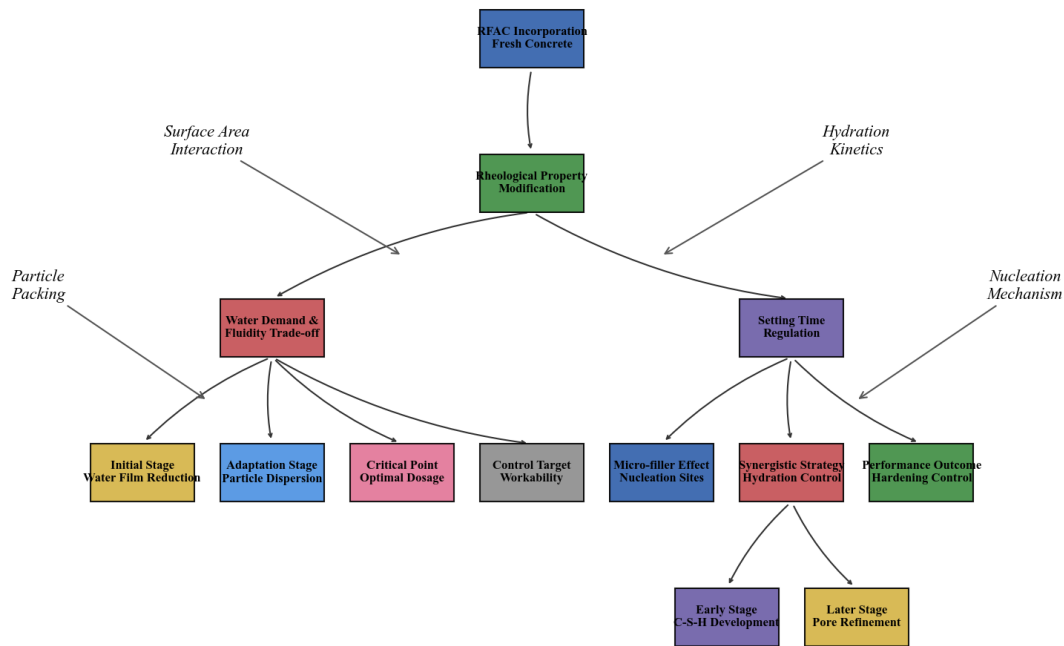 RFAC Incorporation
Fresh Concrete
Surface Area
Interaction
Hydration
Kinetics
Rheological Property
Modification
Particle
Packing
Nucleation
Mechanism
Water Demand &
Fluidity Trade-off
Setting Time
Regulation
Initial Stage
Water Film Reduction
Adaptation Stage
Particle Dispersion
Critical Point
Optimal Dosage
Control Target
Workability
Micro-filler Effect
Nucleation Sites
Synergistic Strategy
Hydration Control
Performance Outcome
Hardening Control
Early Stage
C-S-H Development
Later Stage
Pore Refinement